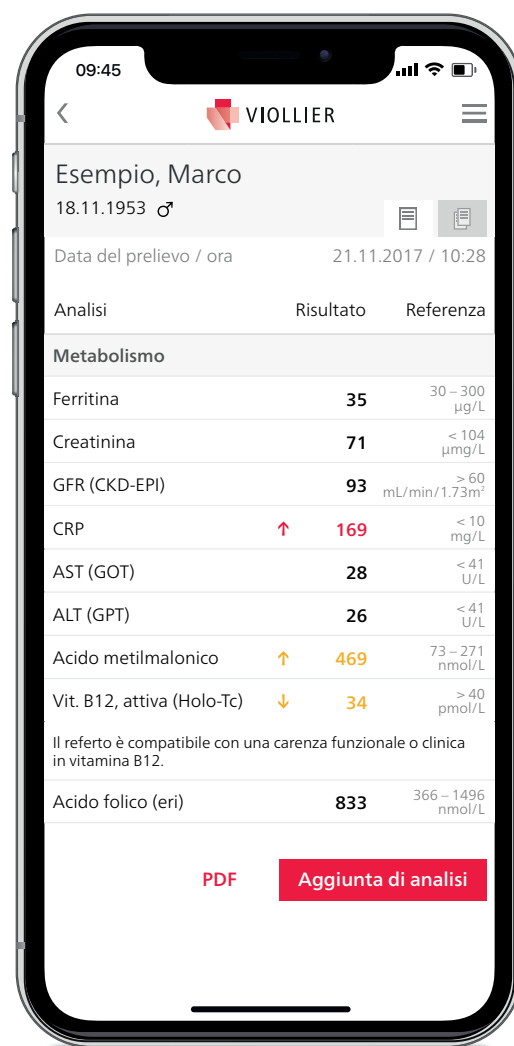 09:45
VIOLLIER
Esempio, Marco
18.11.1953 ♂
Data del prelievo / ora 21.11.2017 / 10:28
Analisi Risultato Referenza
Metabolismo
Ferritina 35 30 – 300 µg/L
Creatinina 71 < 104 µmg/L
GFR (CKD-EPI) 93 > 60 mL/min/1.73m²
CRP ↑ 169 < 10 mg/L
AST (GOT) 28 < 41 U/L
ALT (GPT) 26 < 41 U/L
Acido metilmalonico ↑ 469 73 – 271 nmol/L
Vit. B12, attiva (Holo-Tc) ↓ 34 > 40 pmol/L
Il referto è compatibile con una carenza funzionale o clinica
in vitamina B12.
Acido folico (eri) 833 366 – 1496 nmol/L
PDF Aggiunta di analisi